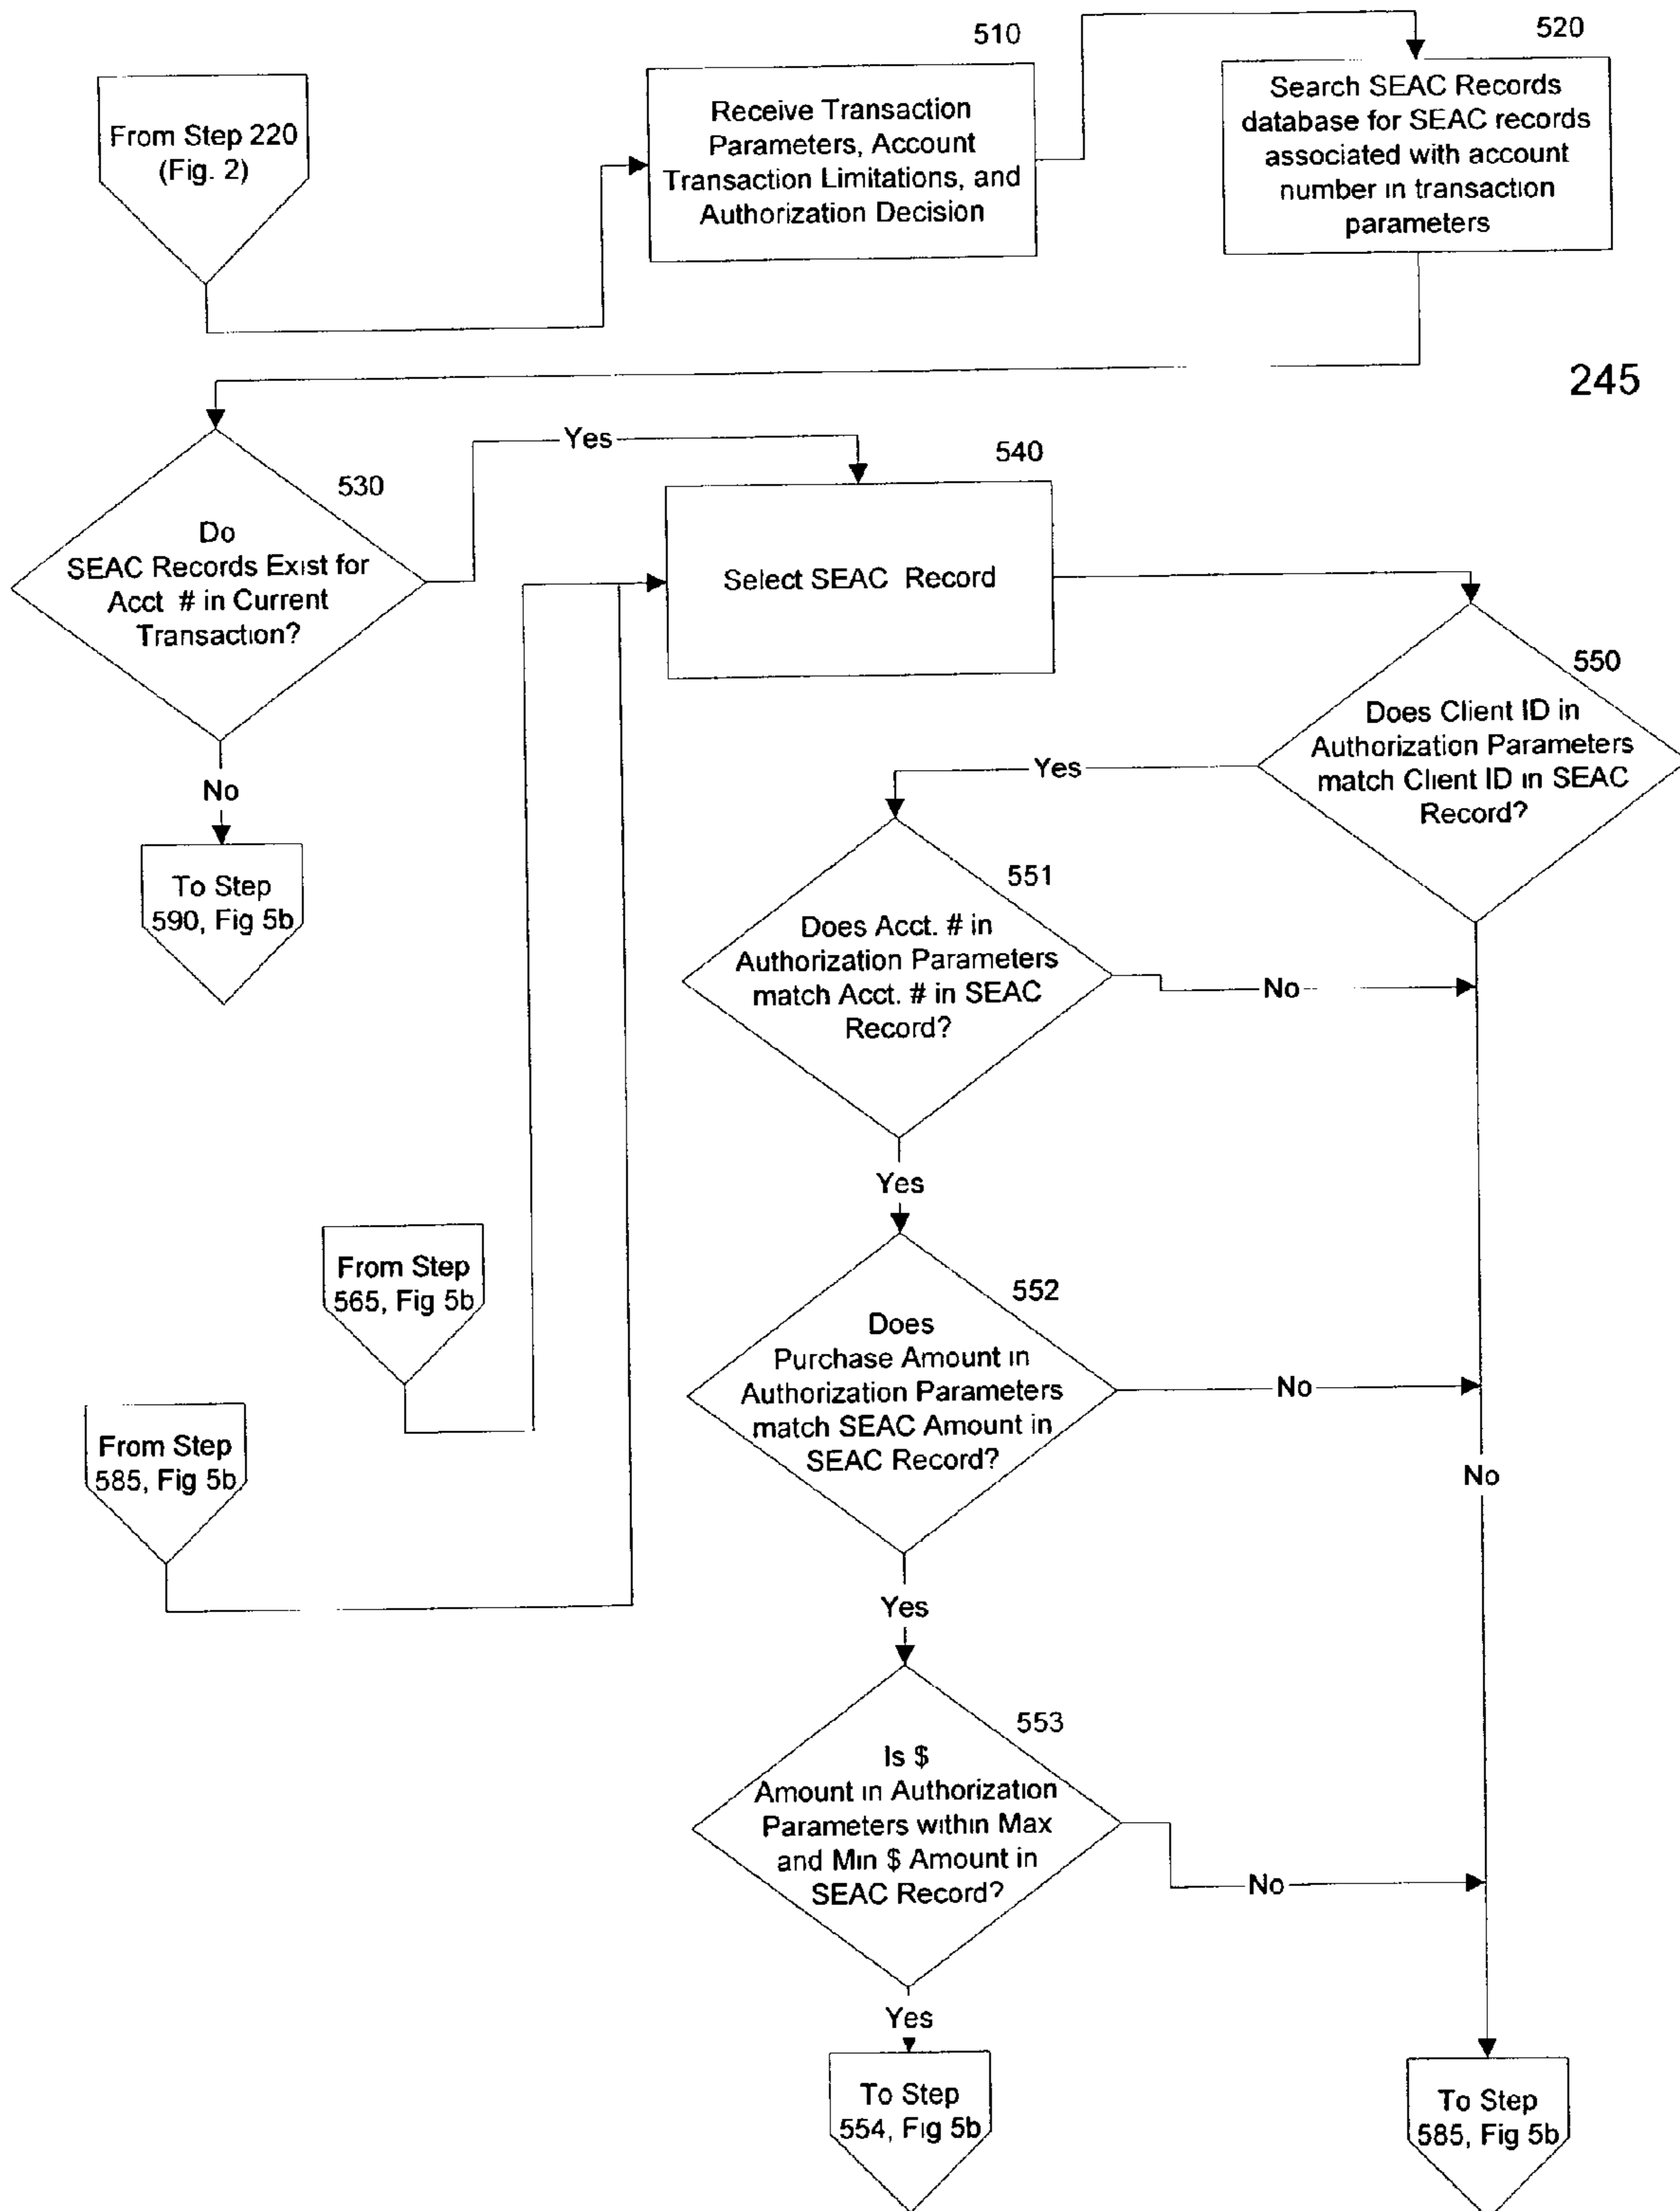 510
520
From Step 220
(Fig. 2)
Receive Transaction
Parameters, Account
Transaction Limitations, and
Authorization Decision
Search SEAC Records
database for SEAC records
associated with account
number in transaction
parameters
245
Yes
540
530
Do
SEAC Records Exist for
Acct # in Current
Transaction?
Select SEAC Record
550
Does Client ID in
Authorization Parameters
match Client ID in SEAC
Record?
No
Yes
To Step
590, Fig 5b
551
Does Acct. # in
Authorization Parameters
match Acct. # in SEAC
Record?
No
Yes
From Step
565, Fig 5b
552
Does
Purchase Amount in
Authorization Parameters
match SEAC Amount in
SEAC Record?
No
From Step
585, Fig 5b
No
Yes
553
Is $
Amount in Authorization
Parameters within Max
and Min $ Amount in
SEAC Record?
No
Yes
To Step
554, Fig 5b
To Step
585, Fig 5b